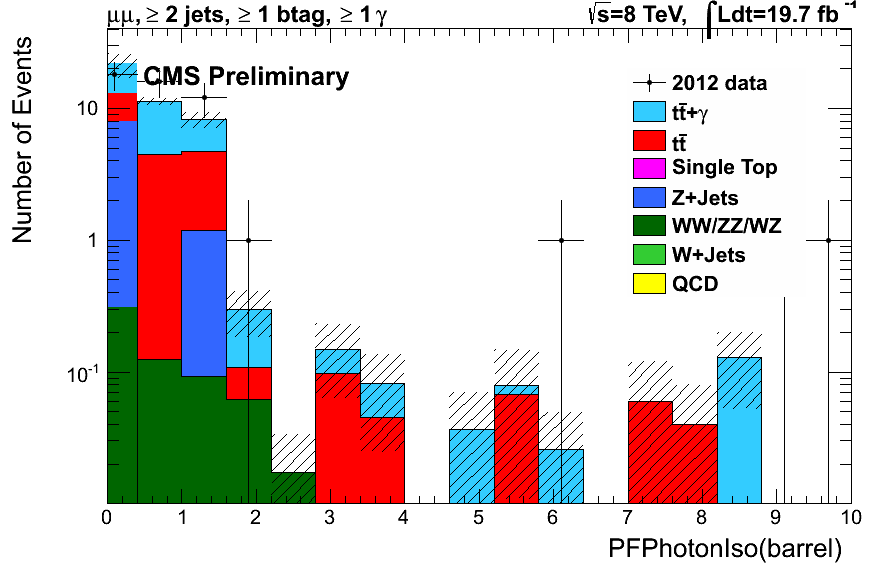 μμ, ≥ 2 jets, ≥ 1 btag, ≥ 1 γ
√s=8 TeV, ∫Ldt=19.7 fb⁻¹
CMS Preliminary
2012 data
tt̄+γ
tt̄
Single Top
Z+Jets
WW/ZZ/WZ
W+Jets
QCD
Number of Events
10
1
10⁻¹
0 1 2 3 4 5 6 7 8 9 10
PFPhotonIso(barrel)